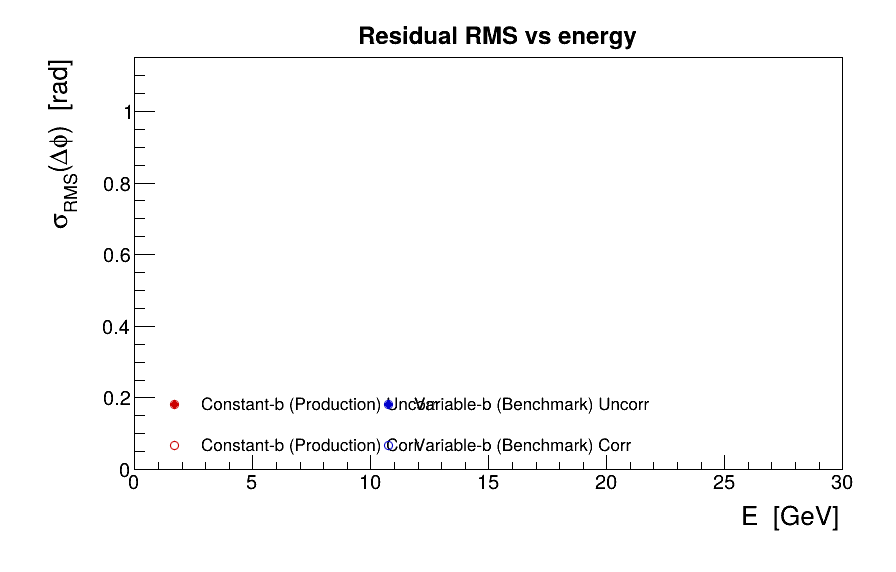 Residual RMS vs energy
σRMS(Δϕ) [rad]
1
0.8
0.6
0.4
0.2
0
Constant-b (Production) Uncorr
Variable-b (Benchmark) Uncorr
Constant-b (Production) Corr
Variable-b (Benchmark) Corr
0 5 10 15 20 25 30
E [GeV]